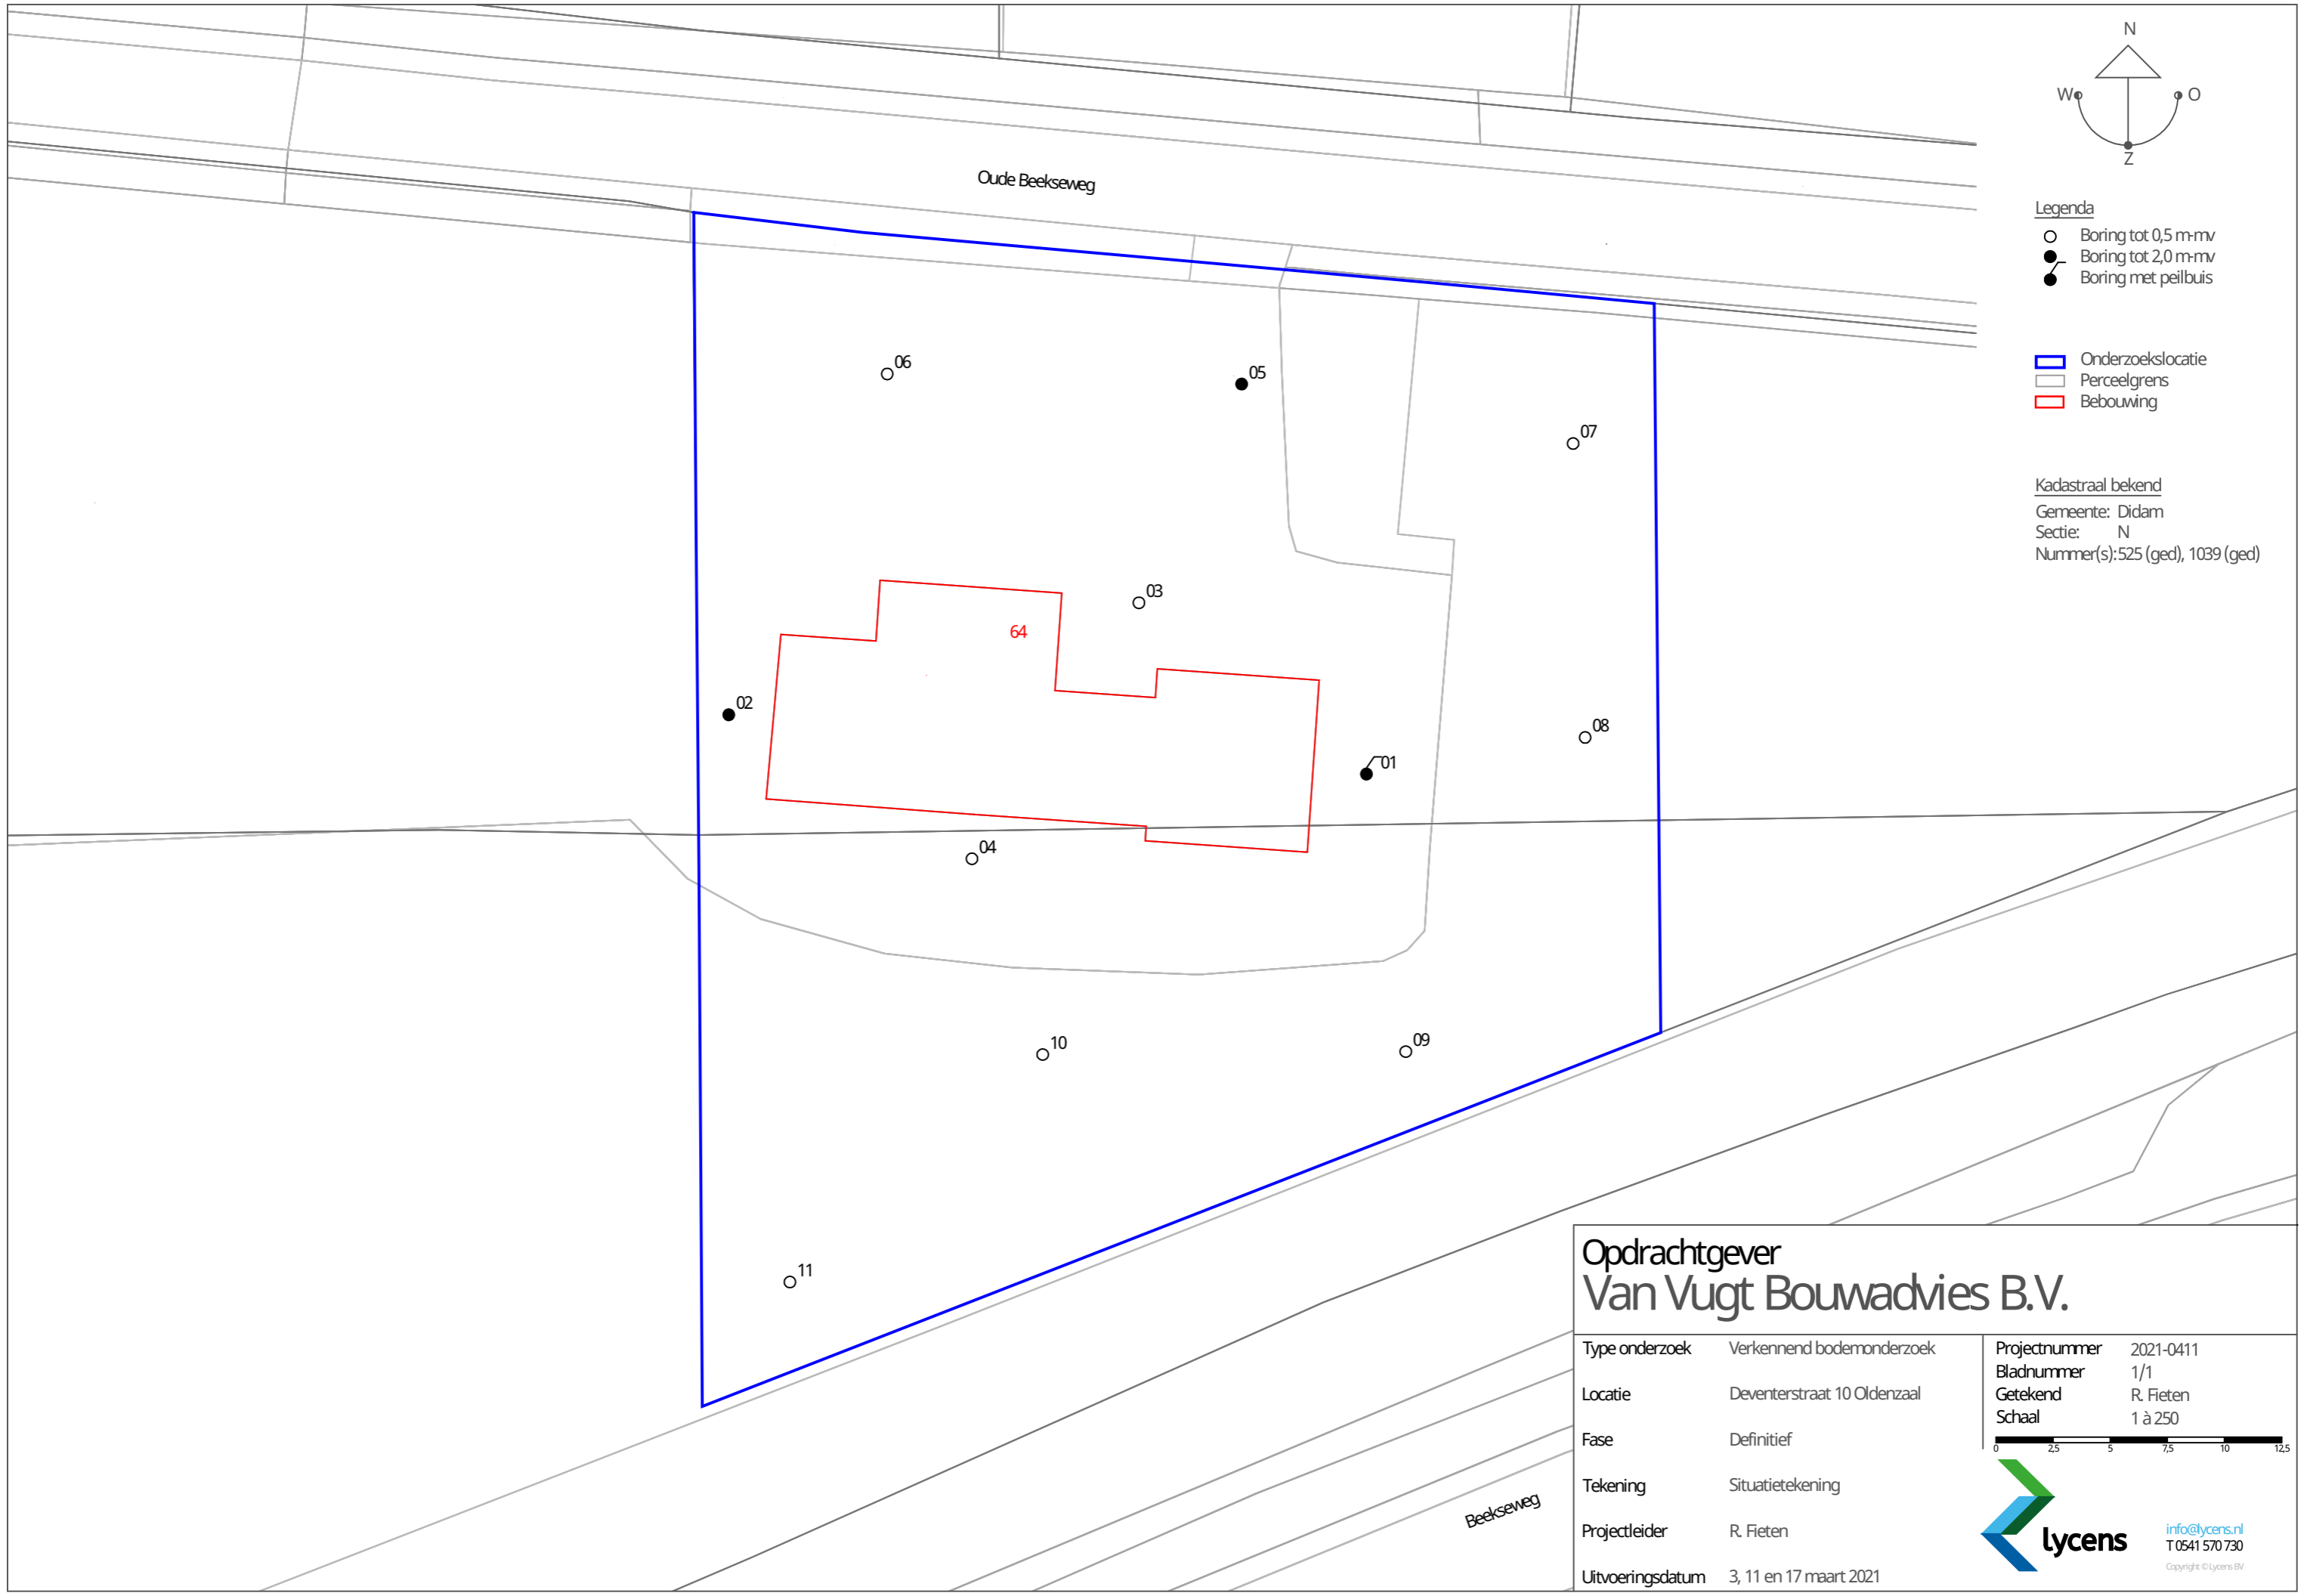 N
W
O
Z
Oude Beekseweg
Legenda
Boring tot 0,5 m-mv
Boring tot 2,0 m-mv
Boring met peilbuis
Onderzoekslocatie
Perceelgrens
Bebouwing
06
05
07
Kadastraal bekend
Gemeente: Didam
Sectie: N
Nummer(s): 525 (ged), 1039 (ged)
03
64
02
08
01
04
10
09
11
Opdrachtgever
Van Vugt Bouwadvies B.V.
Type onderzoek Verkennend bodemonderzoek
Locatie Deventerstraat 10 Oldenzaal
Fase Definitief
Tekening Situatietekening
Projectleider R. Fieten
Uitvoeringsdatum 3, 11 en 17 maart 2021
Projectnummer 2021-0411
Bladnummer 1/1
Getekend R. Fieten
Schaal 1 à 250
0 2,5 5 7,5 10 12,5
Beekseweg
lycens
info@lycens.nl
T 0541 570 730
Copyright © Lycens BV